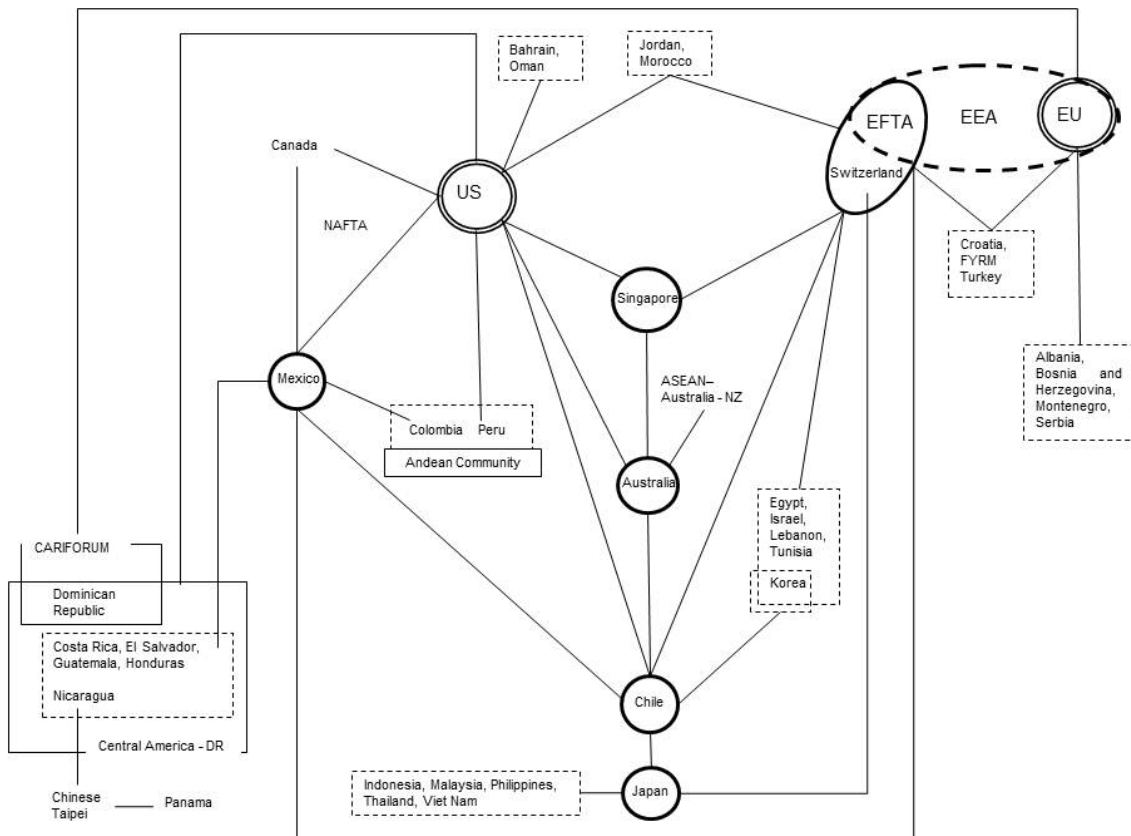 Bahrain,
Oman
Jordan,
Morocco
Canada
US
EFTA
EEA
EU
Switzerland
NAFTA
Croatia,
FYRM
Turkey
Singapore
Mexico
ASEAN–
Australia - NZ
Albania,
Bosnia and
Herzegovina,
Montenegro,
Serbia
Colombia Peru
Andean Community
Australia
Egypt,
Israel,
Lebanon,
Tunisia
Korea
CARIFORUM
Dominican
Republic
Costa Rica, El Salvador,
Guatemala, Honduras
Nicaragua
Central America - DR
Chile
Chinese
Taipei
Panama
Indonesia, Malaysia, Philippines,
Thailand, Viet Nam
Japan